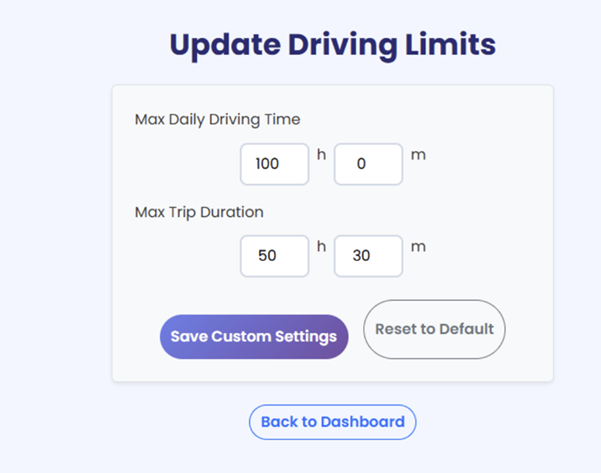 Update Driving Limits
Max Daily Driving Time
100 h 0 m
Max Trip Duration
50 h 30 m
Save Custom Settings Reset to Default
Back to Dashboard